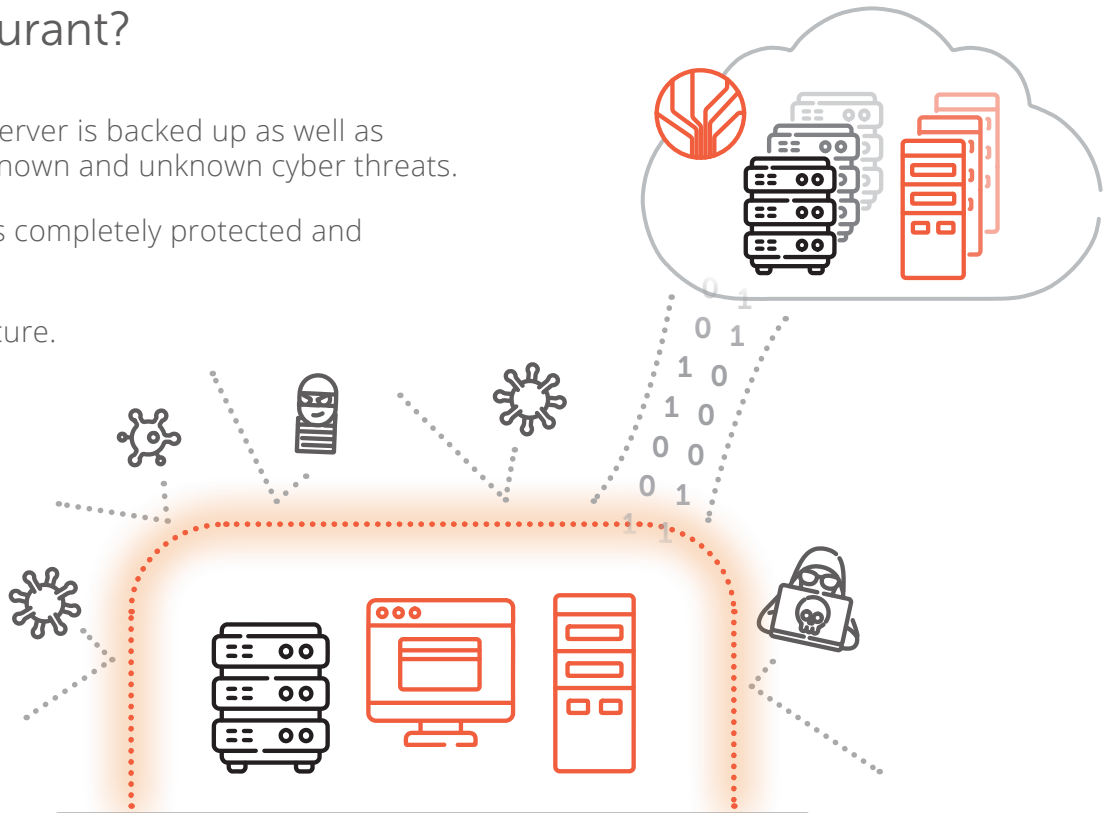 urant?
erver is backed up as well as
nown and unknown cyber threats.
s completely protected and
ture.
0 1
0 1
1 0
1 0
0 0
0 1
1 1